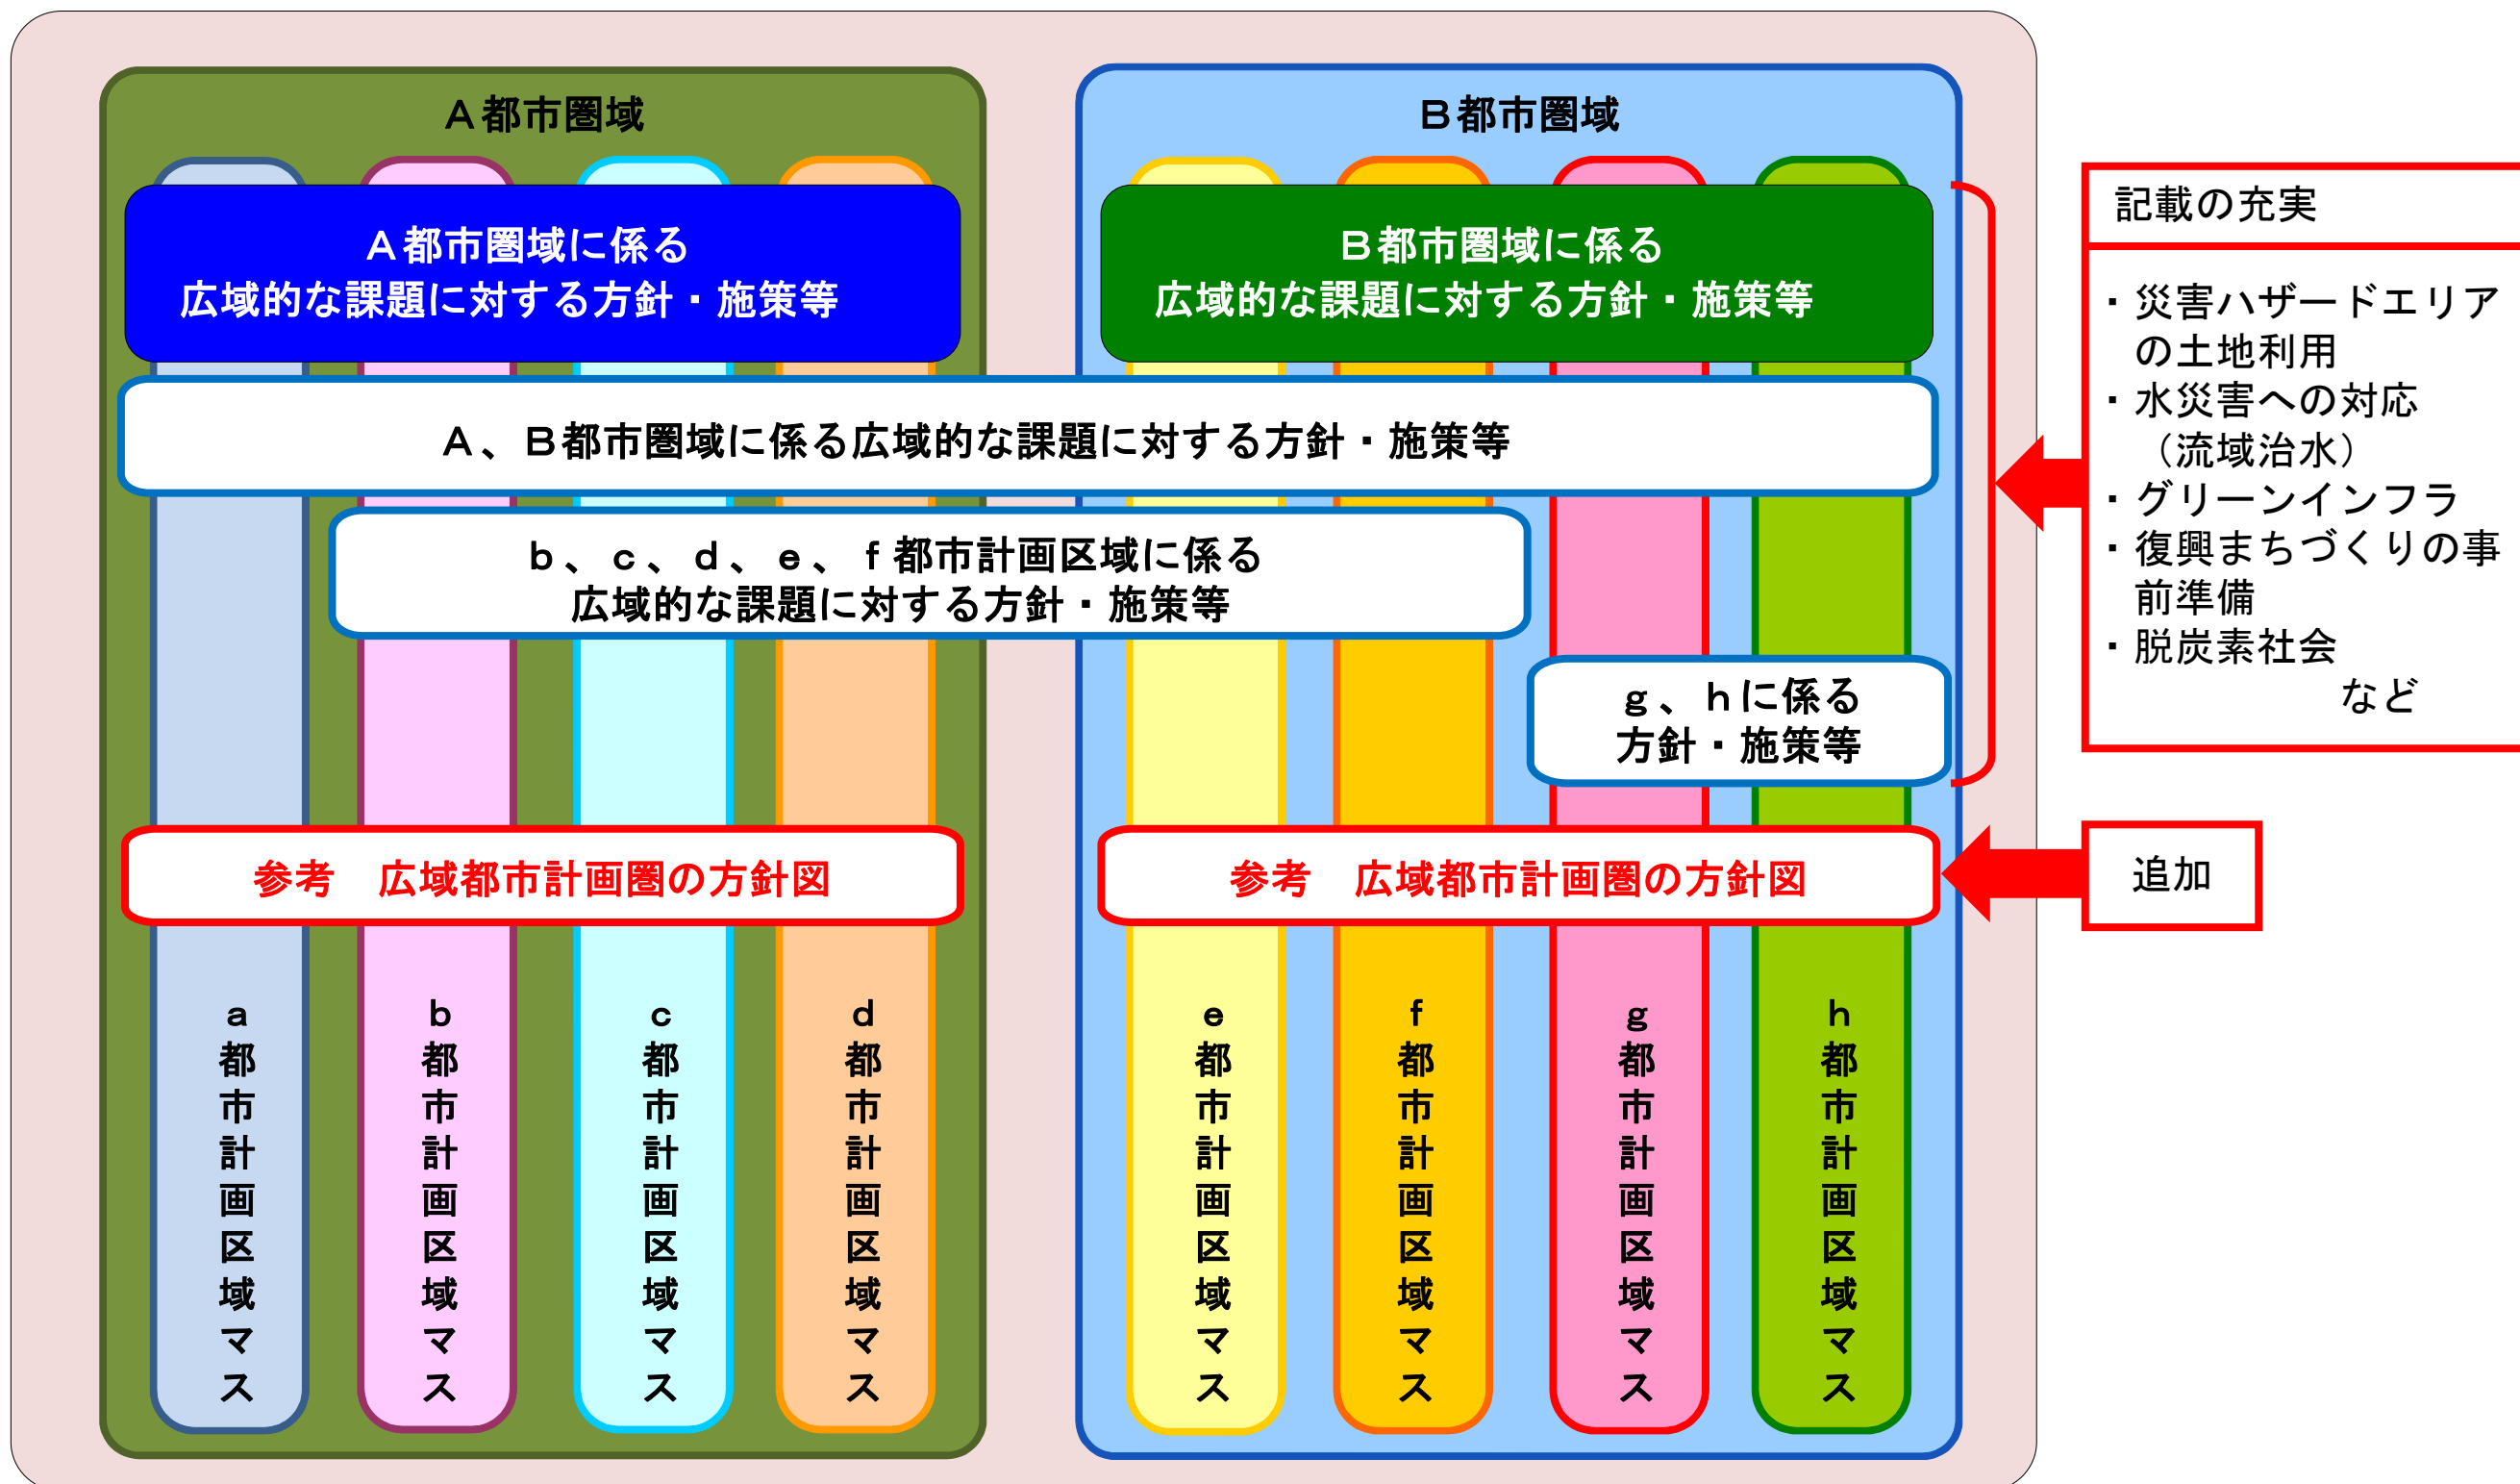 A都市圏域
B都市圏域
A都市圏域に係る
広域的な課題に対する方針・施策等
B都市圏域に係る
広域的な課題に対する方針・施策等
A、B都市圏域に係る広域的な課題に対する方針・施策等
b、c、d、e、f都市計画区域に係る
広域的な課題に対する方針・施策等
g、hに係る
方針・施策等
参考　広域都市計画圏の方針図
参考　広域都市計画圏の方針図
a都市計画区域マス
b都市計画区域マス
c都市計画区域マス
d都市計画区域マス
e都市計画区域マス
f都市計画区域マス
g都市計画区域マス
h都市計画区域マス
記載の充実
・災害ハザードエリア
の土地利用
・水災害への対応
（流域治水）
・グリーンインフラ
・復興まちづくりの事
前準備
・脱炭素社会
など
追加